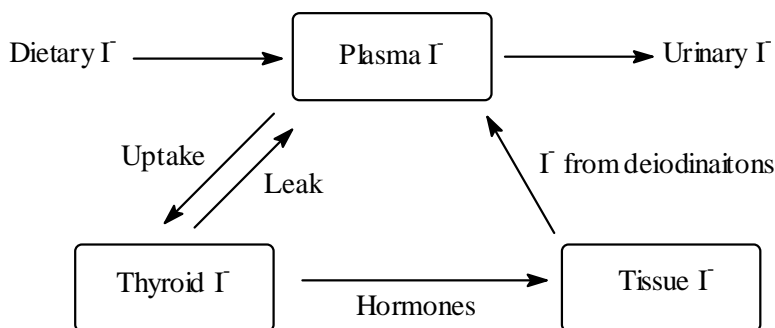 Dietary I⁻
Plasma I⁻
Urinary I⁻
Uptake
Leak
I⁻ from deiodinaitons
Thyroid I⁻
Hormones
Tissue I⁻